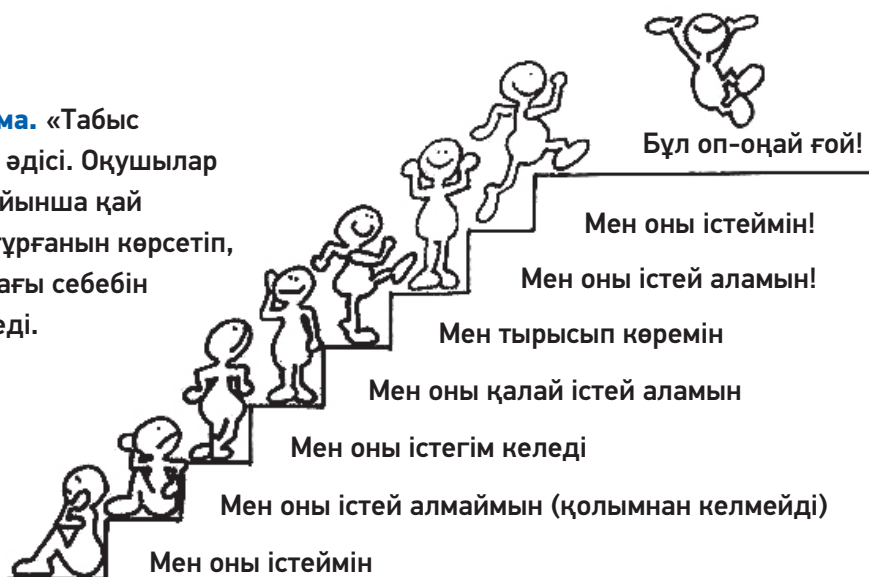 ма. «Табыс
әдісі. Оқушылар
йынша қай
тұрғанын көрсетіп,
ағы себебін
еді.
Бұл оп-оңай ғой!
Мен оны істеймін!
Мен оны істей аламын!
Мен тырысып көремін
Мен оны қалай істей аламын
Мен оны істегім келеді
Мен оны істей алмаймын (қолымнан келмейді)
Мен оны істеймін